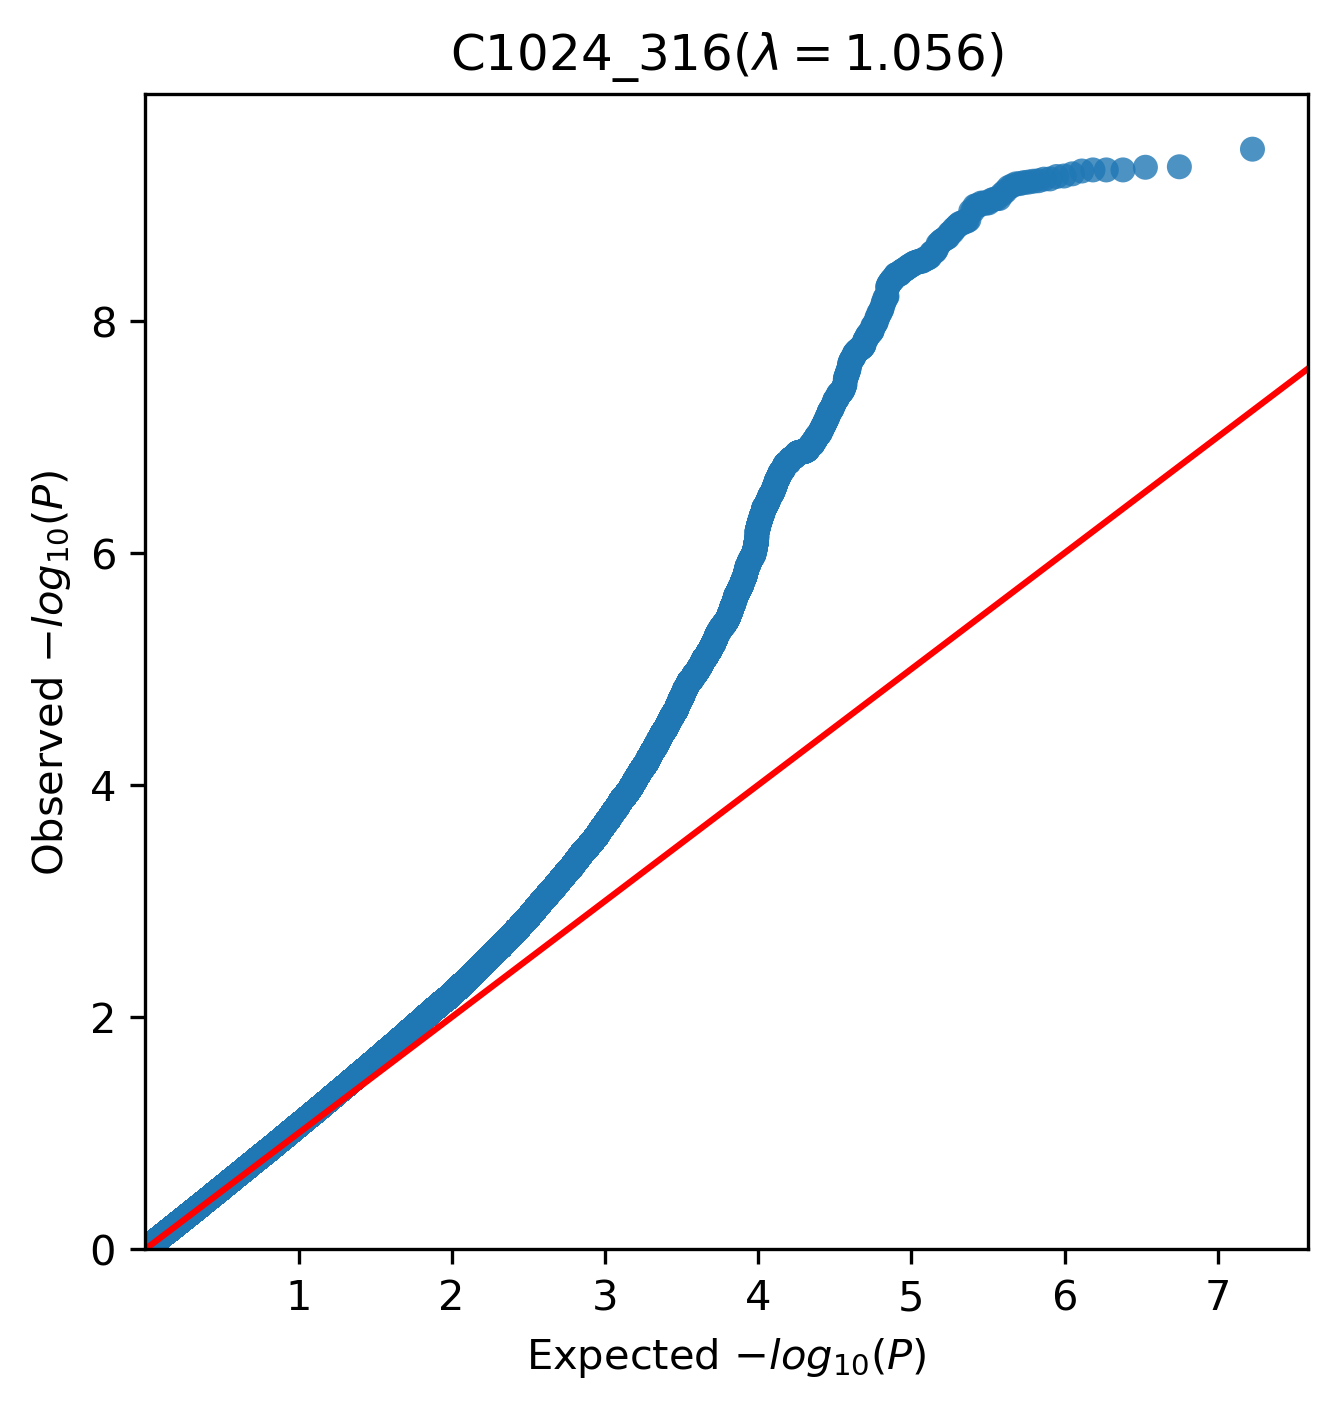 C1024_316(λ = 1.056)
Observed −log₁₀(P)
8
6
4
2
0
1 2 3 4 5 6 7
Expected −log₁₀(P)